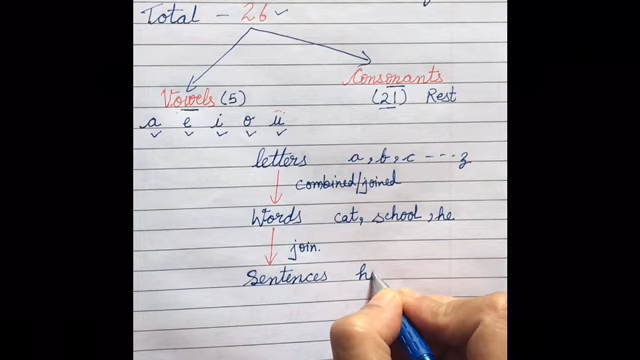 Total - 26 ✓
Vowels (5)
Consonants
(21) Rest
a e i o u
letters a, b, c ---- z
combined/joined
Words cat, school, he
join.
Sentences h